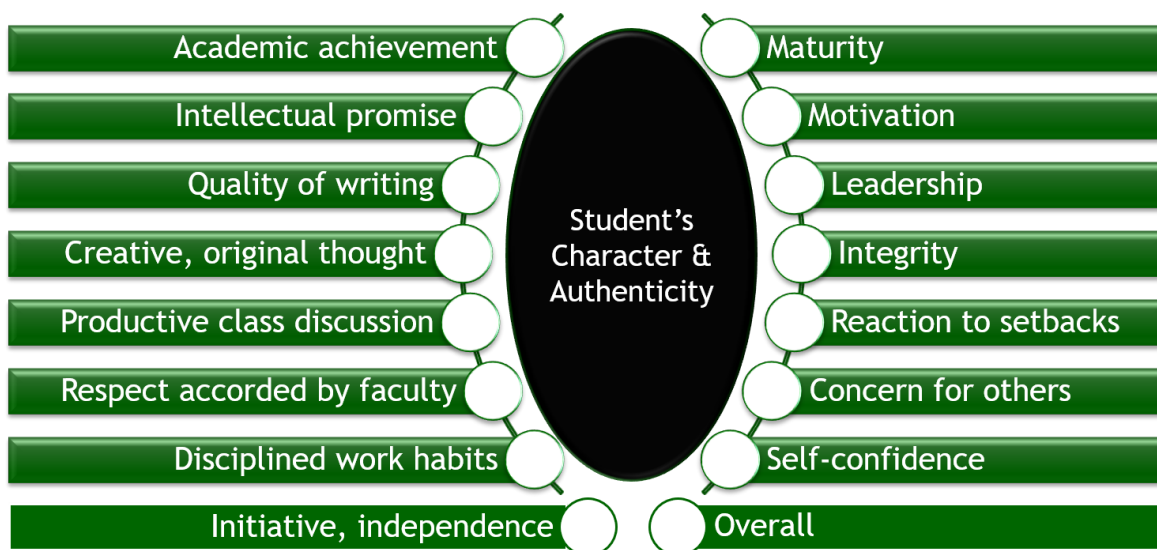 Academic achievement
Intellectual promise
Quality of writing
Creative, original thought
Productive class discussion
Respect accorded by faculty
Disciplined work habits
Initiative, independence
Student’s
Character &
Authenticity
Maturity
Motivation
Leadership
Integrity
Reaction to setbacks
Concern for others
Self-confidence
Overall